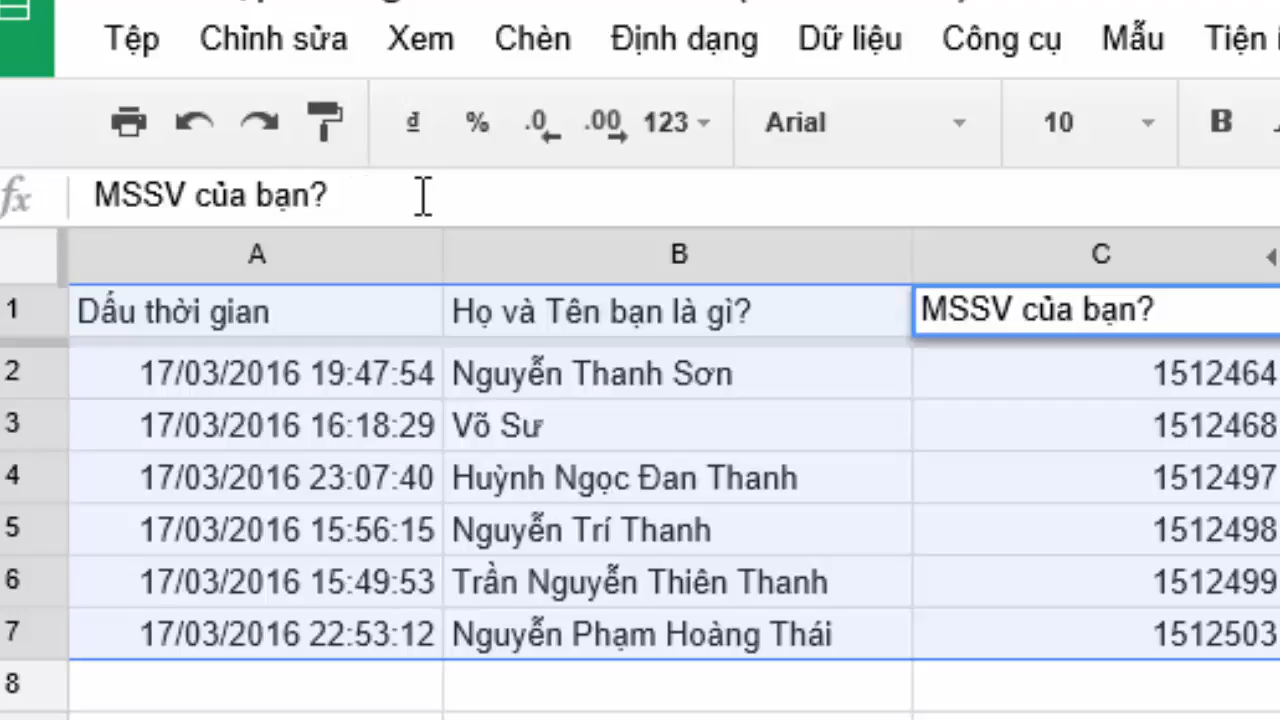 Tệp Chỉnh sửa Xem Chèn Định dạng Dữ liệu Công cụ Mẫu Tiện
đ % .0 .00 123 Arial 10 B
fx MSSV của bạn?
A B C
1 Dấu thời gian Họ và Tên bạn là gì? MSSV của bạn?
2 17/03/2016 19:47:54 Nguyễn Thanh Sơn 1512464
3 17/03/2016 16:18:29 Võ Sư 1512468
4 17/03/2016 23:07:40 Huỳnh Ngọc Đan Thanh 1512497
5 17/03/2016 15:56:15 Nguyễn Trí Thanh 1512498
6 17/03/2016 15:49:53 Trần Nguyễn Thiên Thanh 1512499
7 17/03/2016 22:53:12 Nguyễn Phạm Hoàng Thái 1512503
8